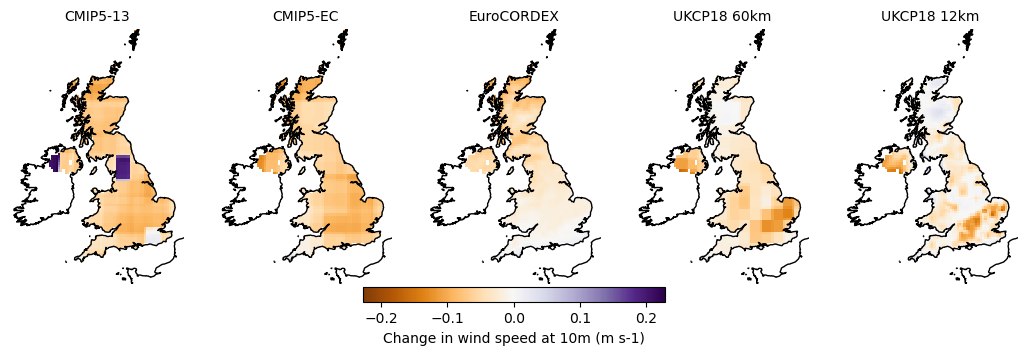 CMIP5-13 CMIP5-EC EuroCORDEX UKCP18 60km UKCP18 12km
−0.2 −0.1 0.0 0.1 0.2
Change in wind speed at 10m (m s-1)